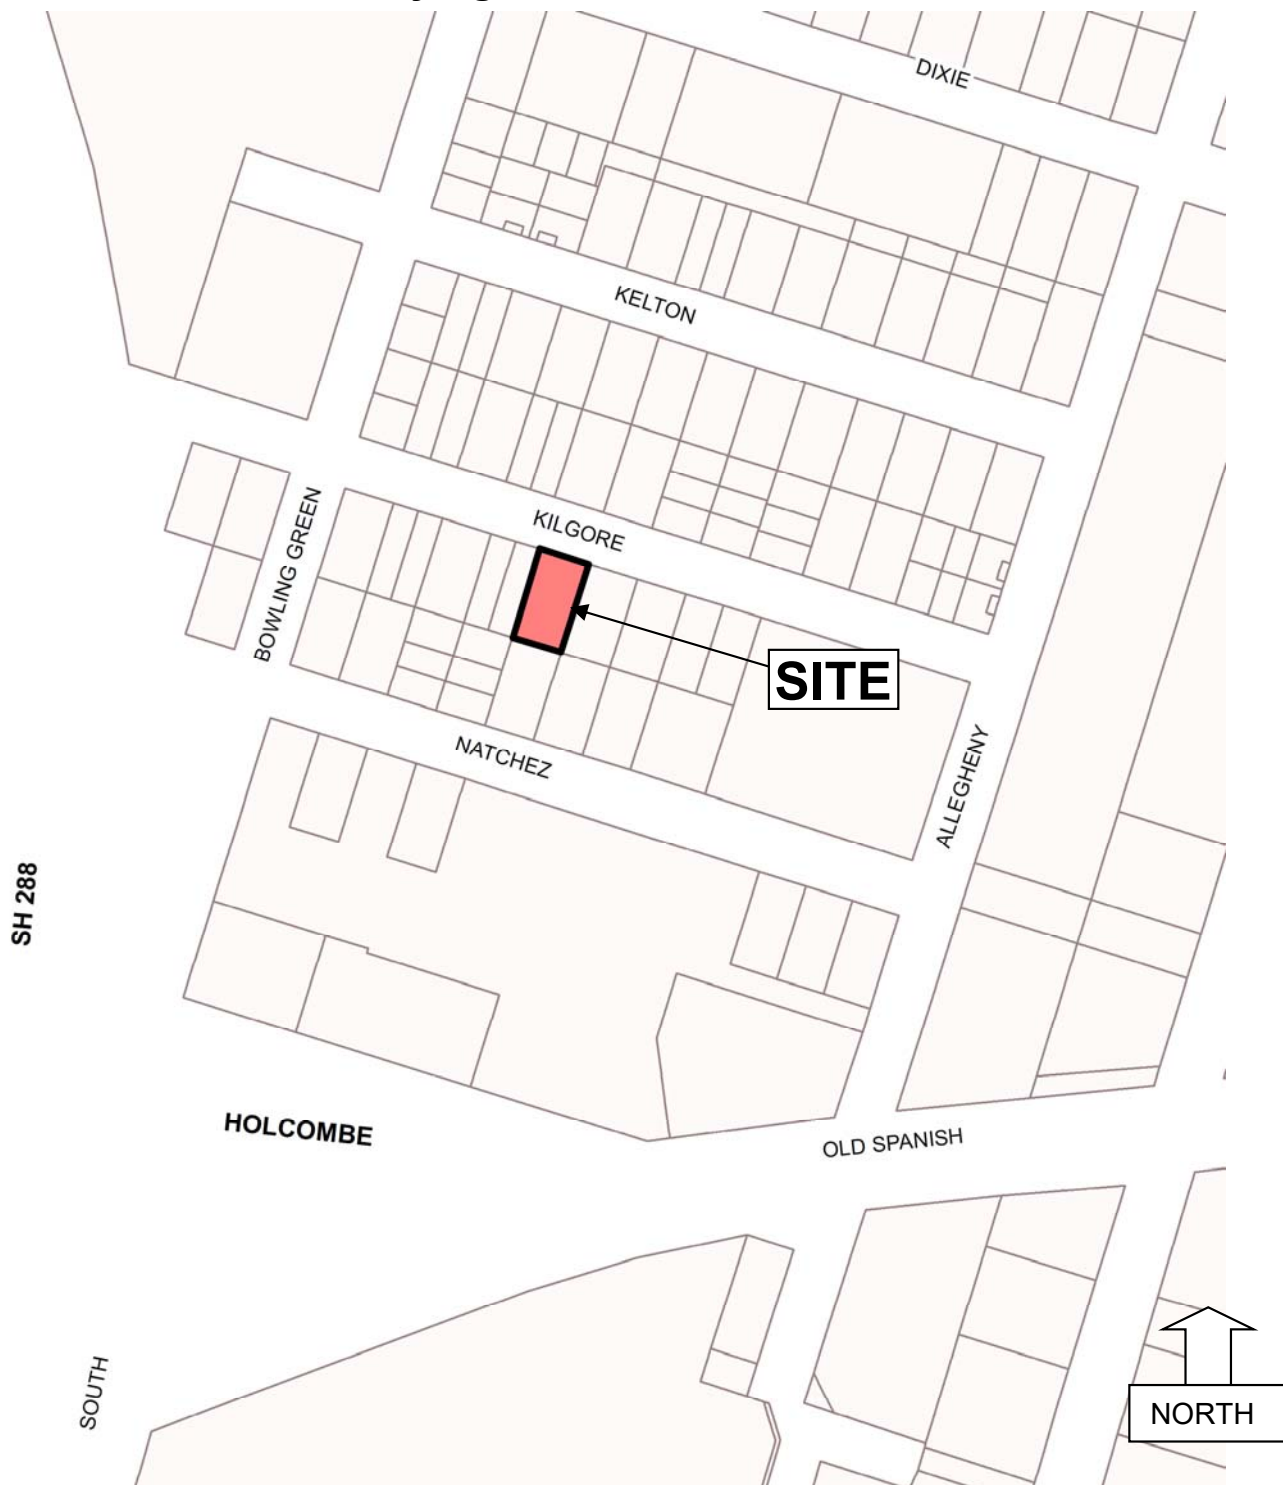 DIXIE
KELTON
KILGORE
BOWLING GREEN
SITE
NATCHEZ
ALLEGHENY
SH 288
HOLCOMBE
OLD SPANISH
SOUTH
NORTH